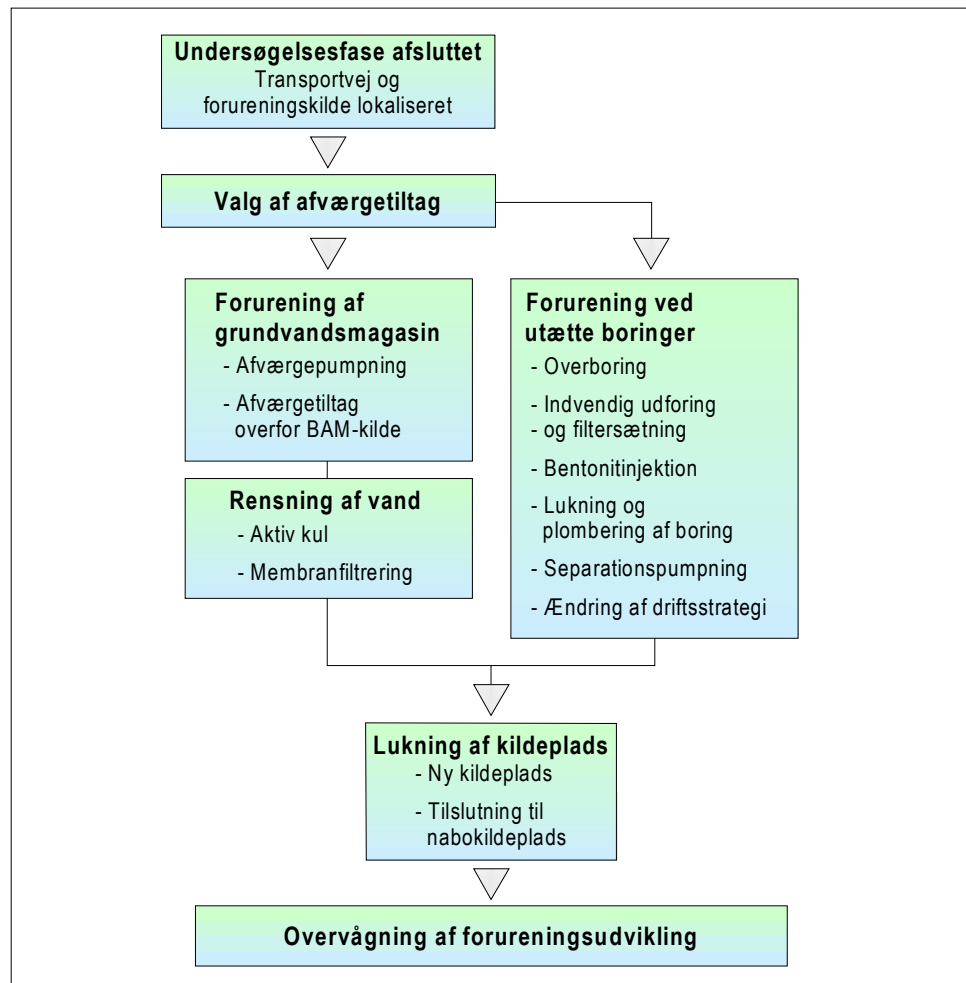 Undersøgelsesfase afsluttet
Transportvej og
forureningskilde lokaliseret
Valg af afværgetiltag
Forurening af
grundvandsmagasin
- Afværgepumpning
- Afværgetiltag
overfor BAM-kilde
Rensning af vand
- Aktiv kul
- Membranfiltrering
Forurening ved
utætte boringer
- Overboring
- Indvendig udforing
- og filtersætning
- Bentonitinjektion
- Lukning og
plombering af boring
- Separationspumpning
- Ændring af driftsstrategi
Lukning af kildeplads
- Ny kildeplads
- Tilslutning til
nabokildeplads
Overvågning af forureningsudvikling